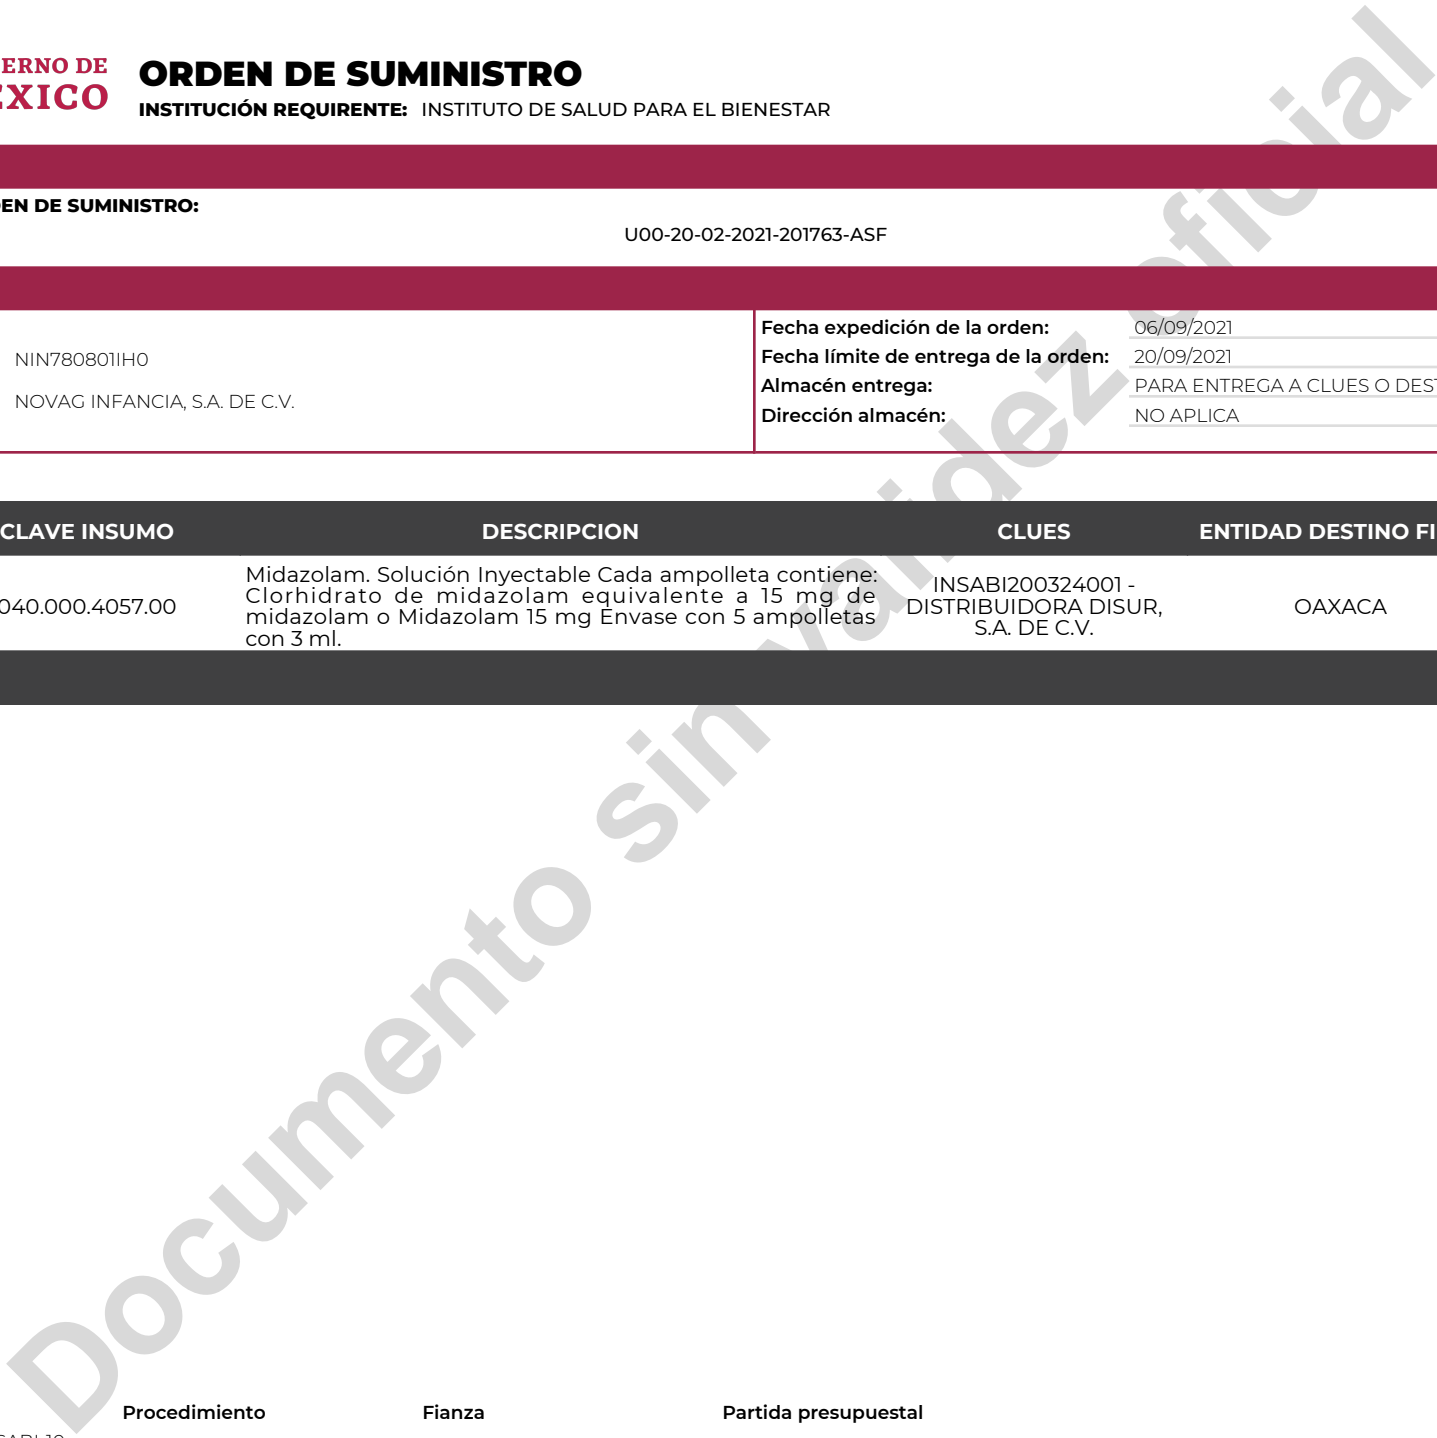 ERNO DE
ÉXICO
ORDEN DE SUMINISTRO
INSTITUCIÓN REQUIRENTE: INSTITUTO DE SALUD PARA EL BIENESTAR
EN DE SUMINISTRO:
U00-20-02-2021-201763-ASF
NIN780801IH0
NOVAG INFANCIA, S.A. DE C.V.
Fecha expedición de la orden: 06/09/2021
Fecha límite de entrega de la orden: 20/09/2021
Almacén entrega: PARA ENTREGA A CLUES O DEST
Dirección almacén: NO APLICA
CLAVE INSUMO DESCRIPCION CLUES ENTIDAD DESTINO FI
040.000.4057.00
Midazolam. Solución Inyectable Cada ampolleta contiene:
Clorhidrato de midazolam equivalente a 15 mg de
midazolam o Midazolam 15 mg Envase con 5 ampolletas
con 3 ml.
INSABI200324001 -
DISTRIBUIDORA DISUR,
S.A. DE C.V.
OAXACA
Documento sin validez oficial
Procedimiento Fianza Partida presupuestal